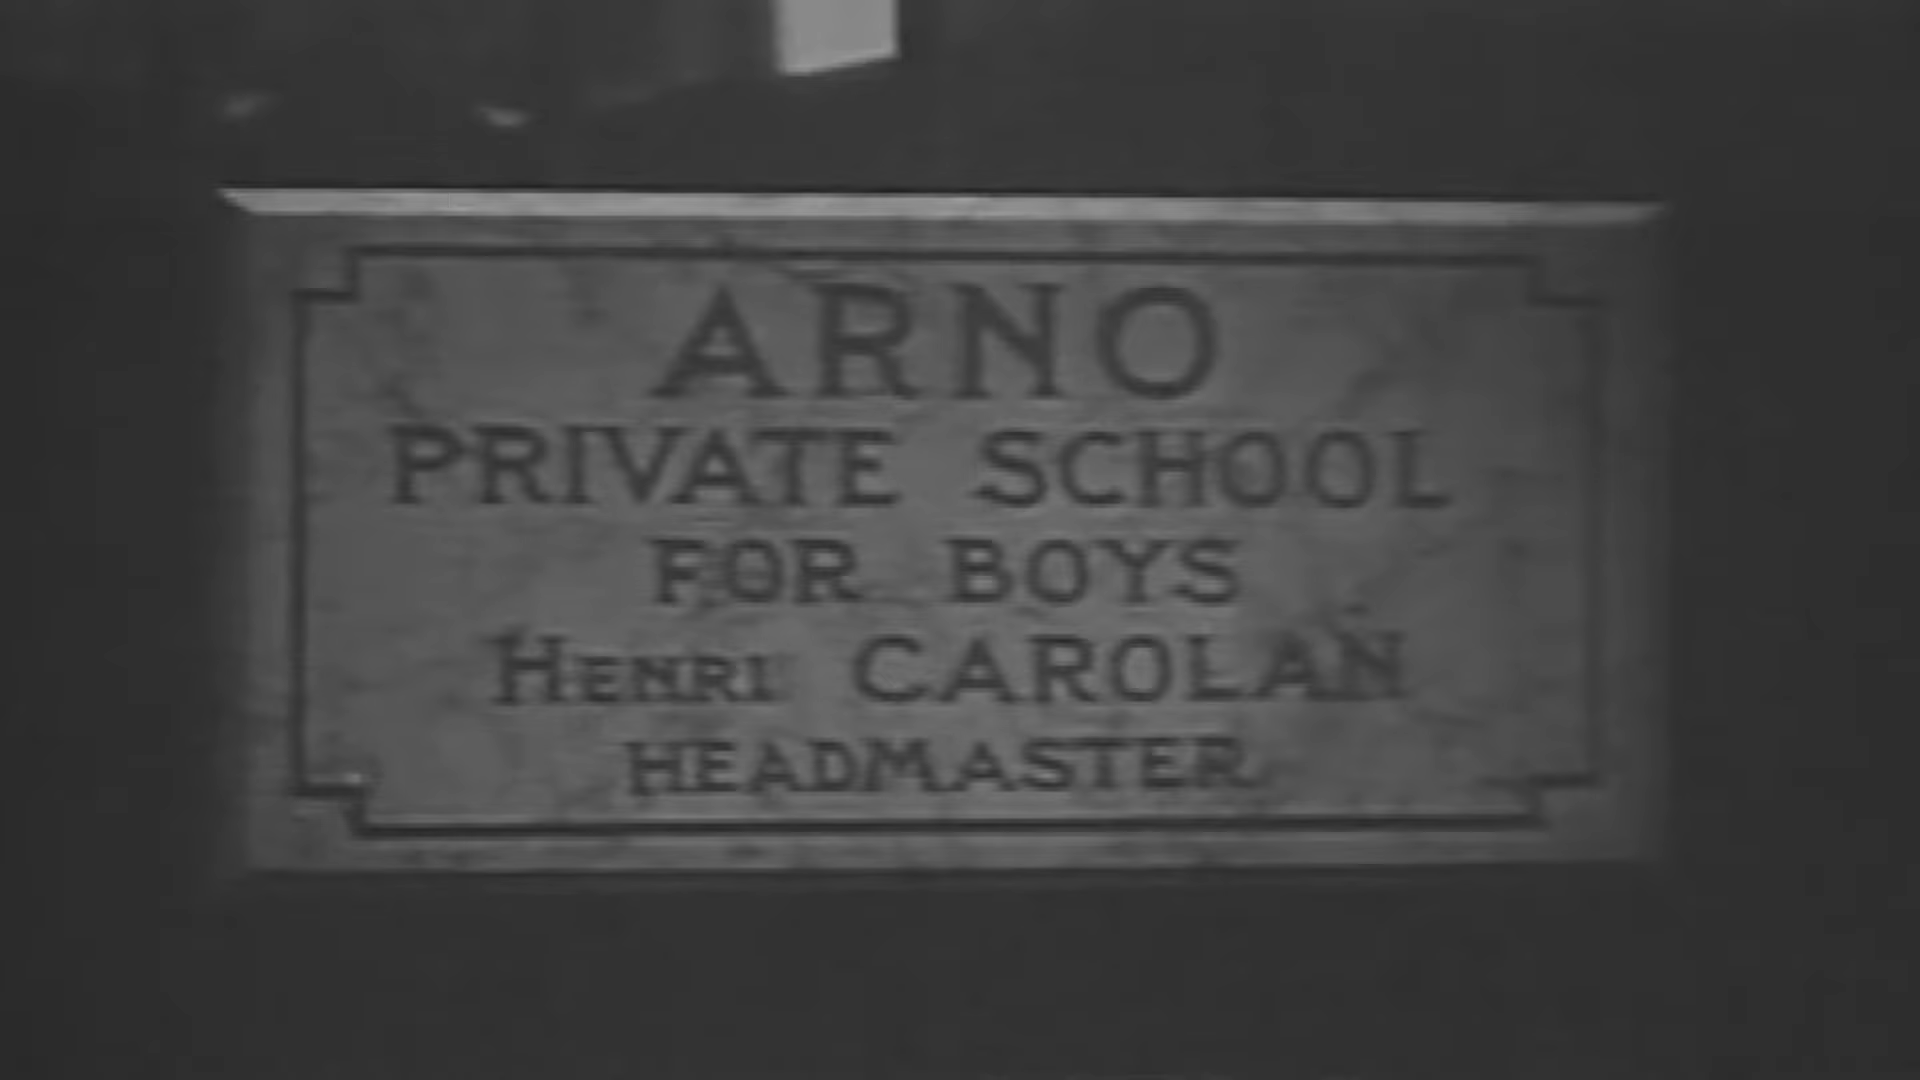 ARNO
PRIVATE SCHOOL
FOR BOYS
HENRI CAROLAN
HEADMASTER